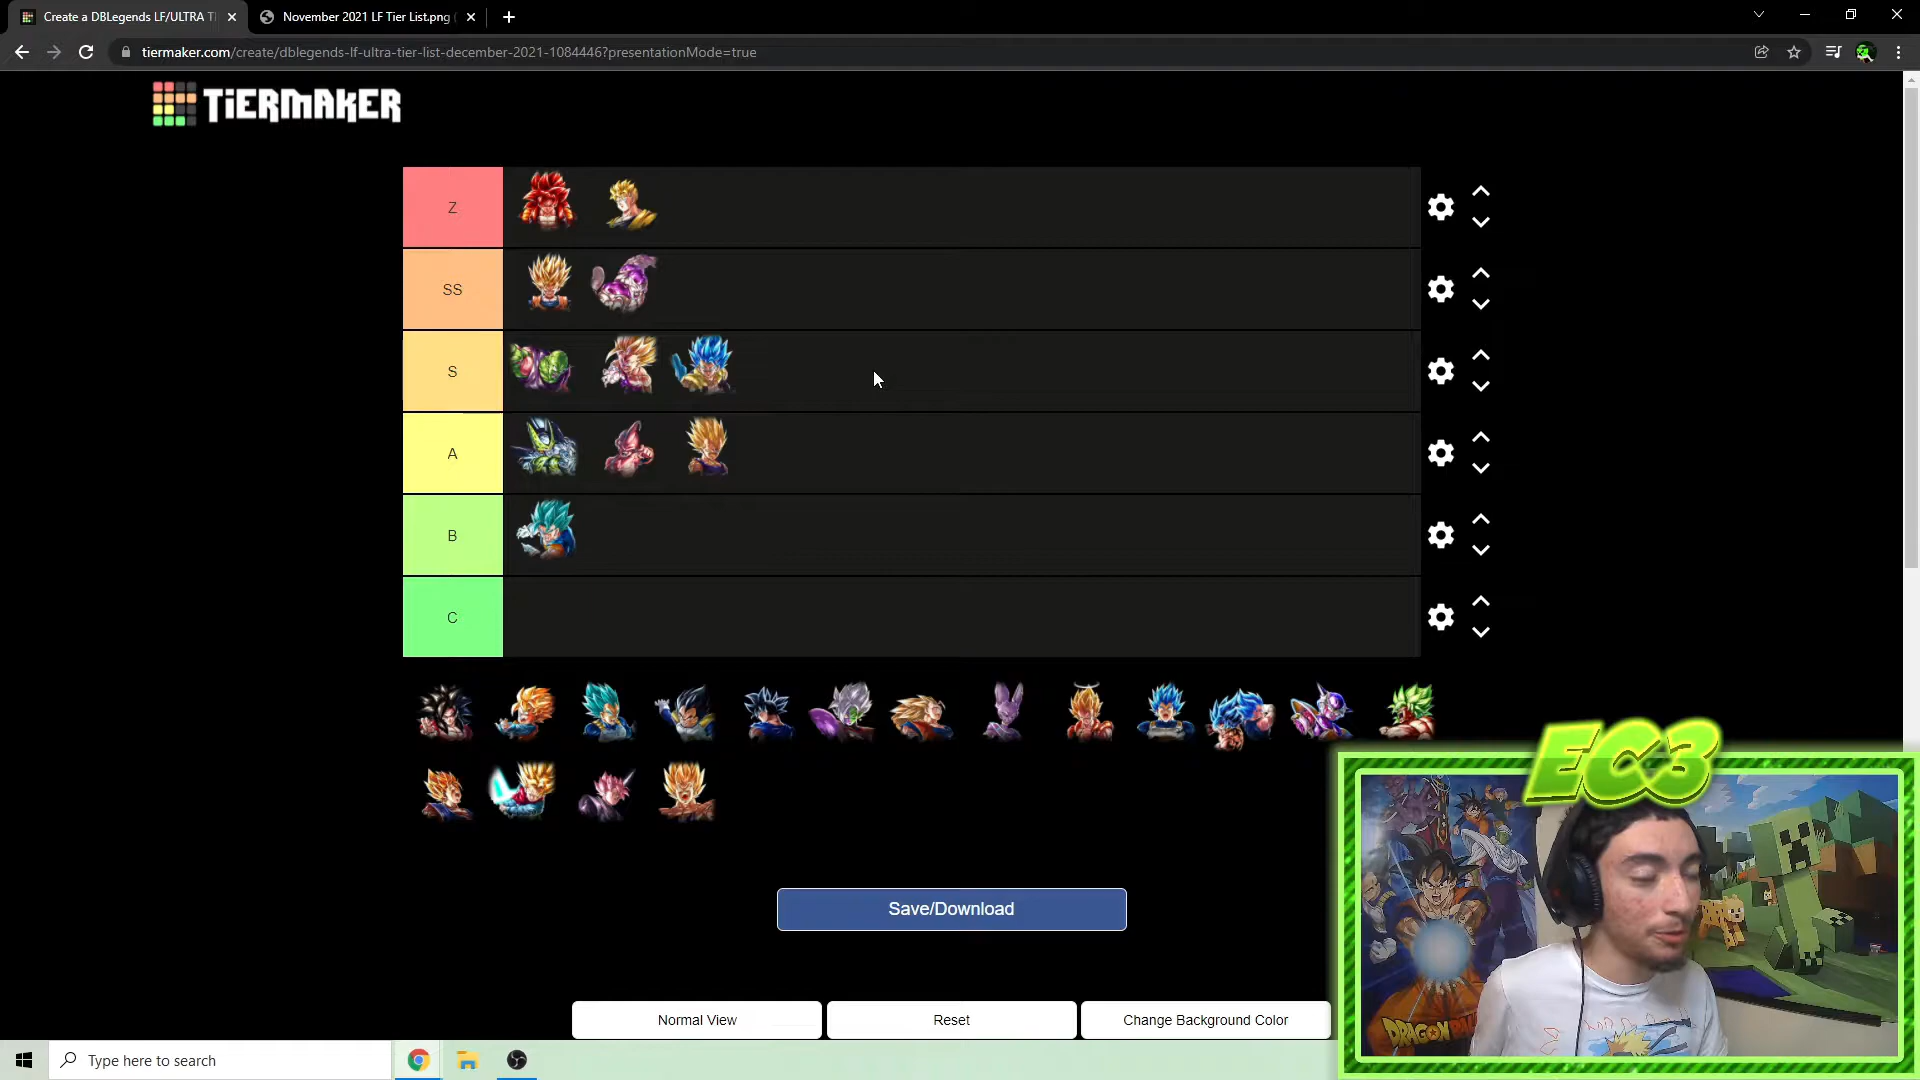 Create a DBLegends LF/ULTRA TI
November 2021 LF Tier List.png (
tiermaker.com/create/dblegends-lf-ultra-tier-list-december-2021-1084446?presentationMode=true
TiERMAKER
Z
SS
S
A
B
C
EC3
Save/Download
Normal View
Reset
Change Background Color
Type here to search